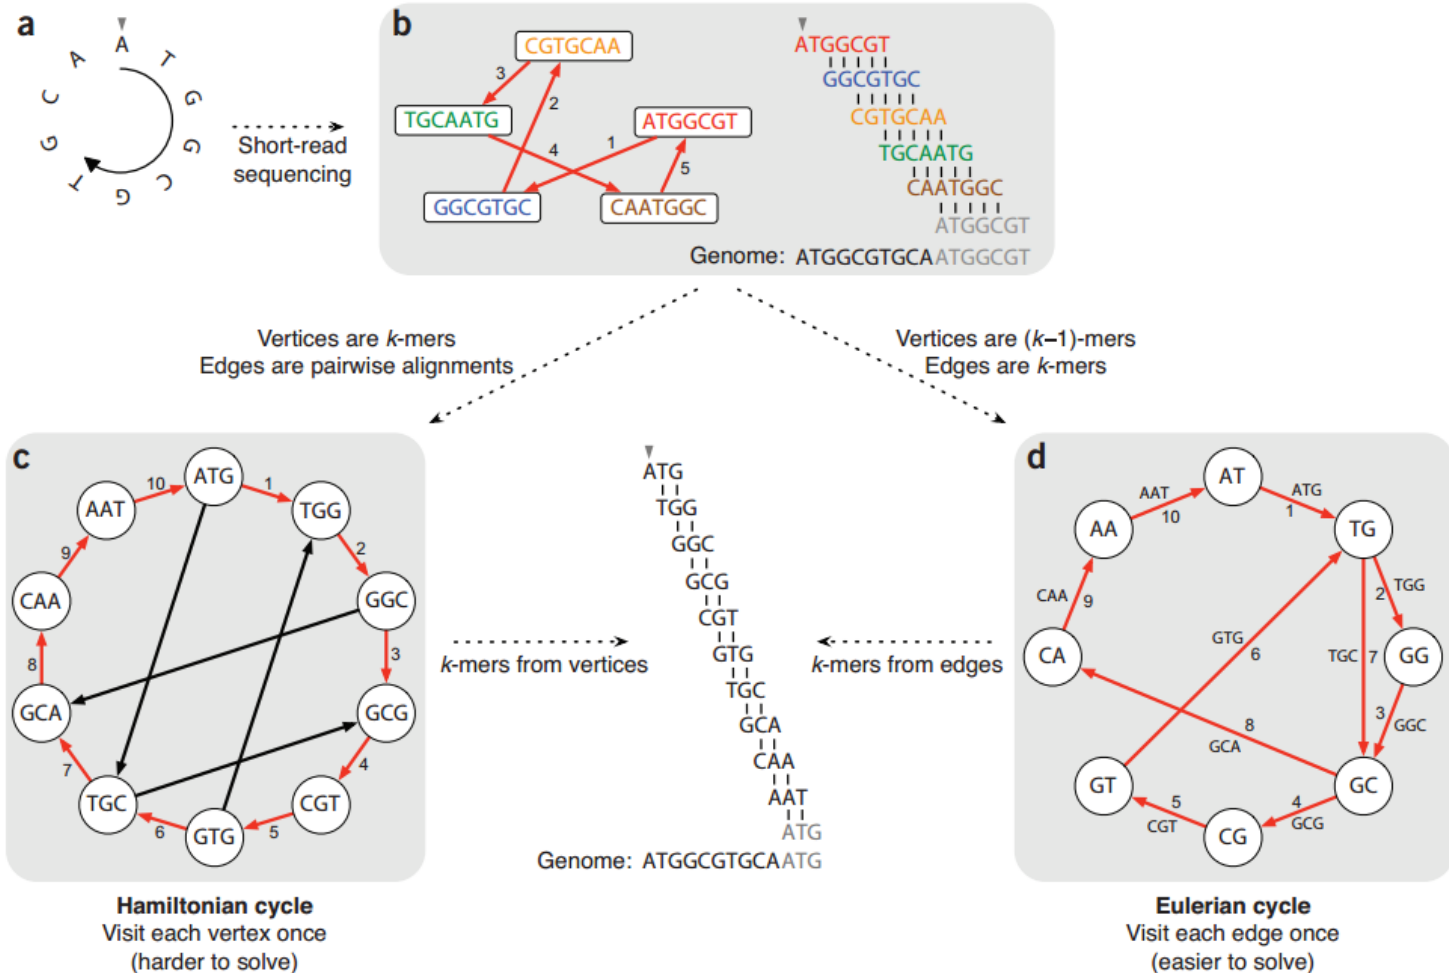 a
A
T
G
G
C
G
T
G
C
A
Short-read
sequencing
b
CGTGCAA
TGCAATG
ATGGCGT
GGCGTGC
CAATGGC
3
2
1
4
5
ATGGCGT
GGCGTGC
CGTGCAA
TGCAATG
CAATGGC
ATGGCGT
Genome: ATGGCGTGCAATGGCGT
Vertices are k-mers
Edges are pairwise alignments
Vertices are (k–1)-mers
Edges are k-mers
c
ATG
TGG
GGC
GCG
CGT
GTG
TGC
GCA
CAA
AAT
1
2
3
4
5
6
7
8
9
10
Hamiltonian cycle
Visit each vertex once
(harder to solve)
k-mers from vertices
ATG
TGG
GGC
GCG
CGT
GTG
TGC
GCA
CAA
AAT
ATG
Genome: ATGGCGTGCAATG
k-mers from edges
d
AT
TG
GG
GC
CG
GT
CA
AA
ATG
1
TGG
2
GGC
3
GCG
4
CGT
5
GTG
6
TGC
7
GCA
8
CAA
9
AAT
10
Eulerian cycle
Visit each edge once
(easier to solve)